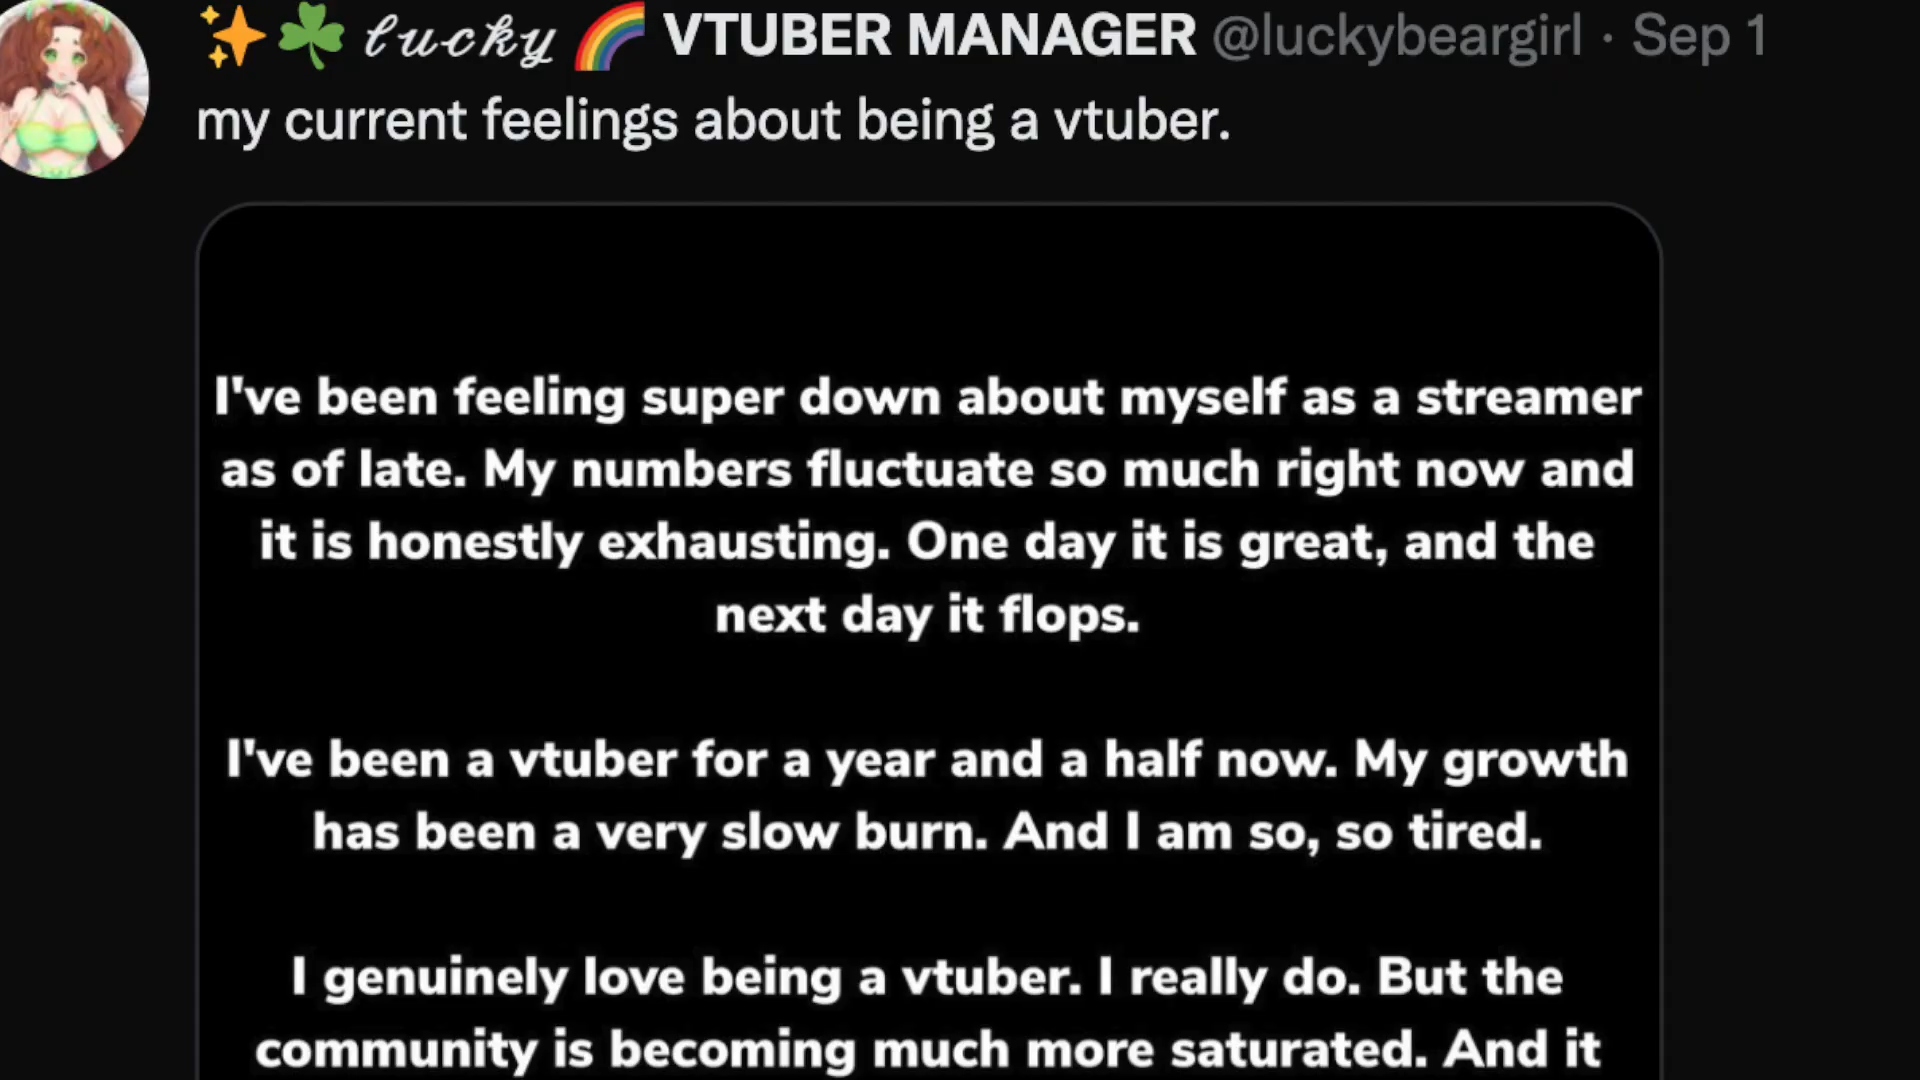 ✨☘️ 𝓵𝓾𝓬𝓴𝔂 🌈 VTUBER MANAGER @luckybeargirl · Sep 1
my current feelings about being a vtuber.
I've been feeling super down about myself as a streamer
as of late. My numbers fluctuate so much right now and
it is honestly exhausting. One day it is great, and the
next day it flops.
I've been a vtuber for a year and a half now. My growth
has been a very slow burn. And I am so, so tired.
I genuinely love being a vtuber. I really do. But the
community is becoming much more saturated. And it